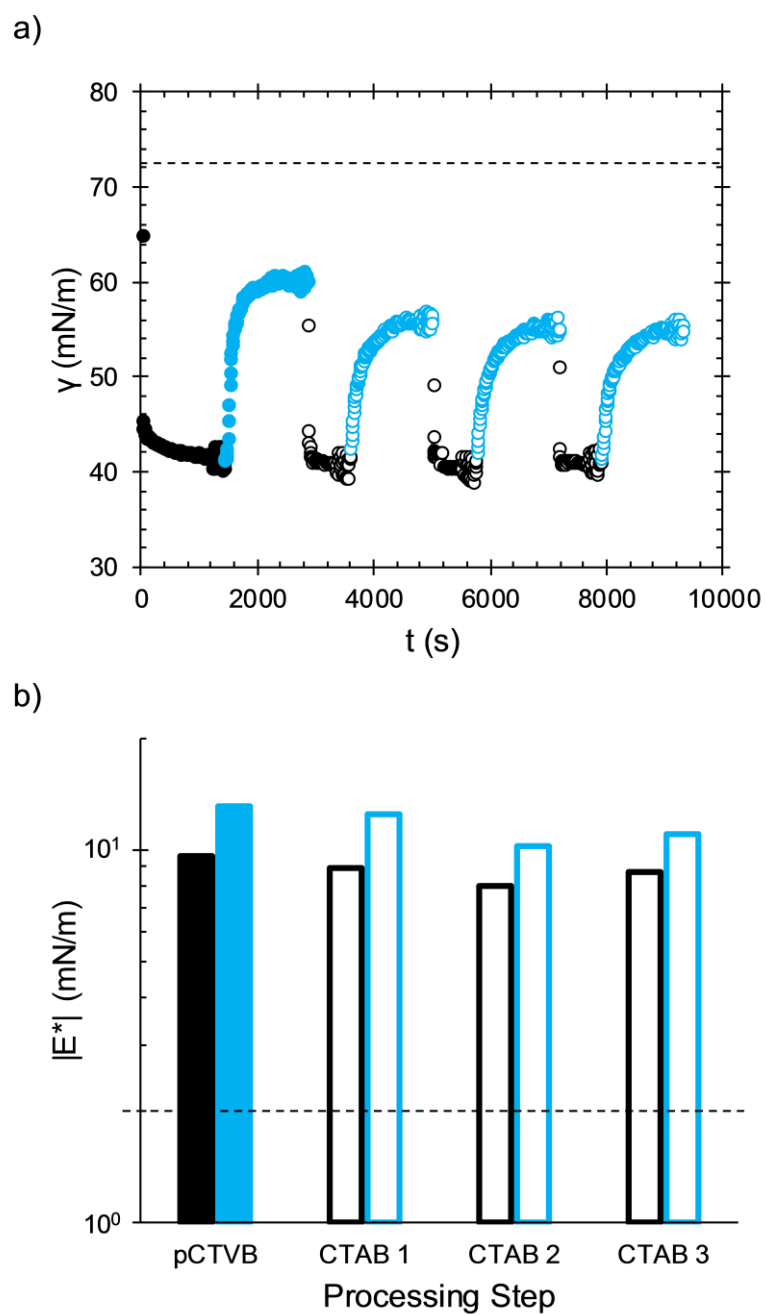 a)
80
70
60
50
40
30
γ (mN/m)
0 2000 4000 6000 8000 10000
t (s)
b)
10¹
10⁰
|E*| (mN/m)
pCTVB CTAB 1 CTAB 2 CTAB 3
Processing Step